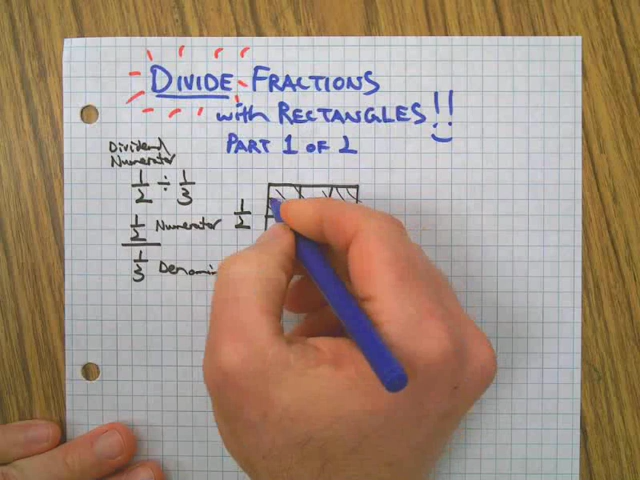 DIVIDE FRACTIONS
with RECTANGLES!!
PART 1 OF 2
Dividend
Numerator
1/2 ÷ 1/3
1/2 Numerator
1/2
1/3 Denomi